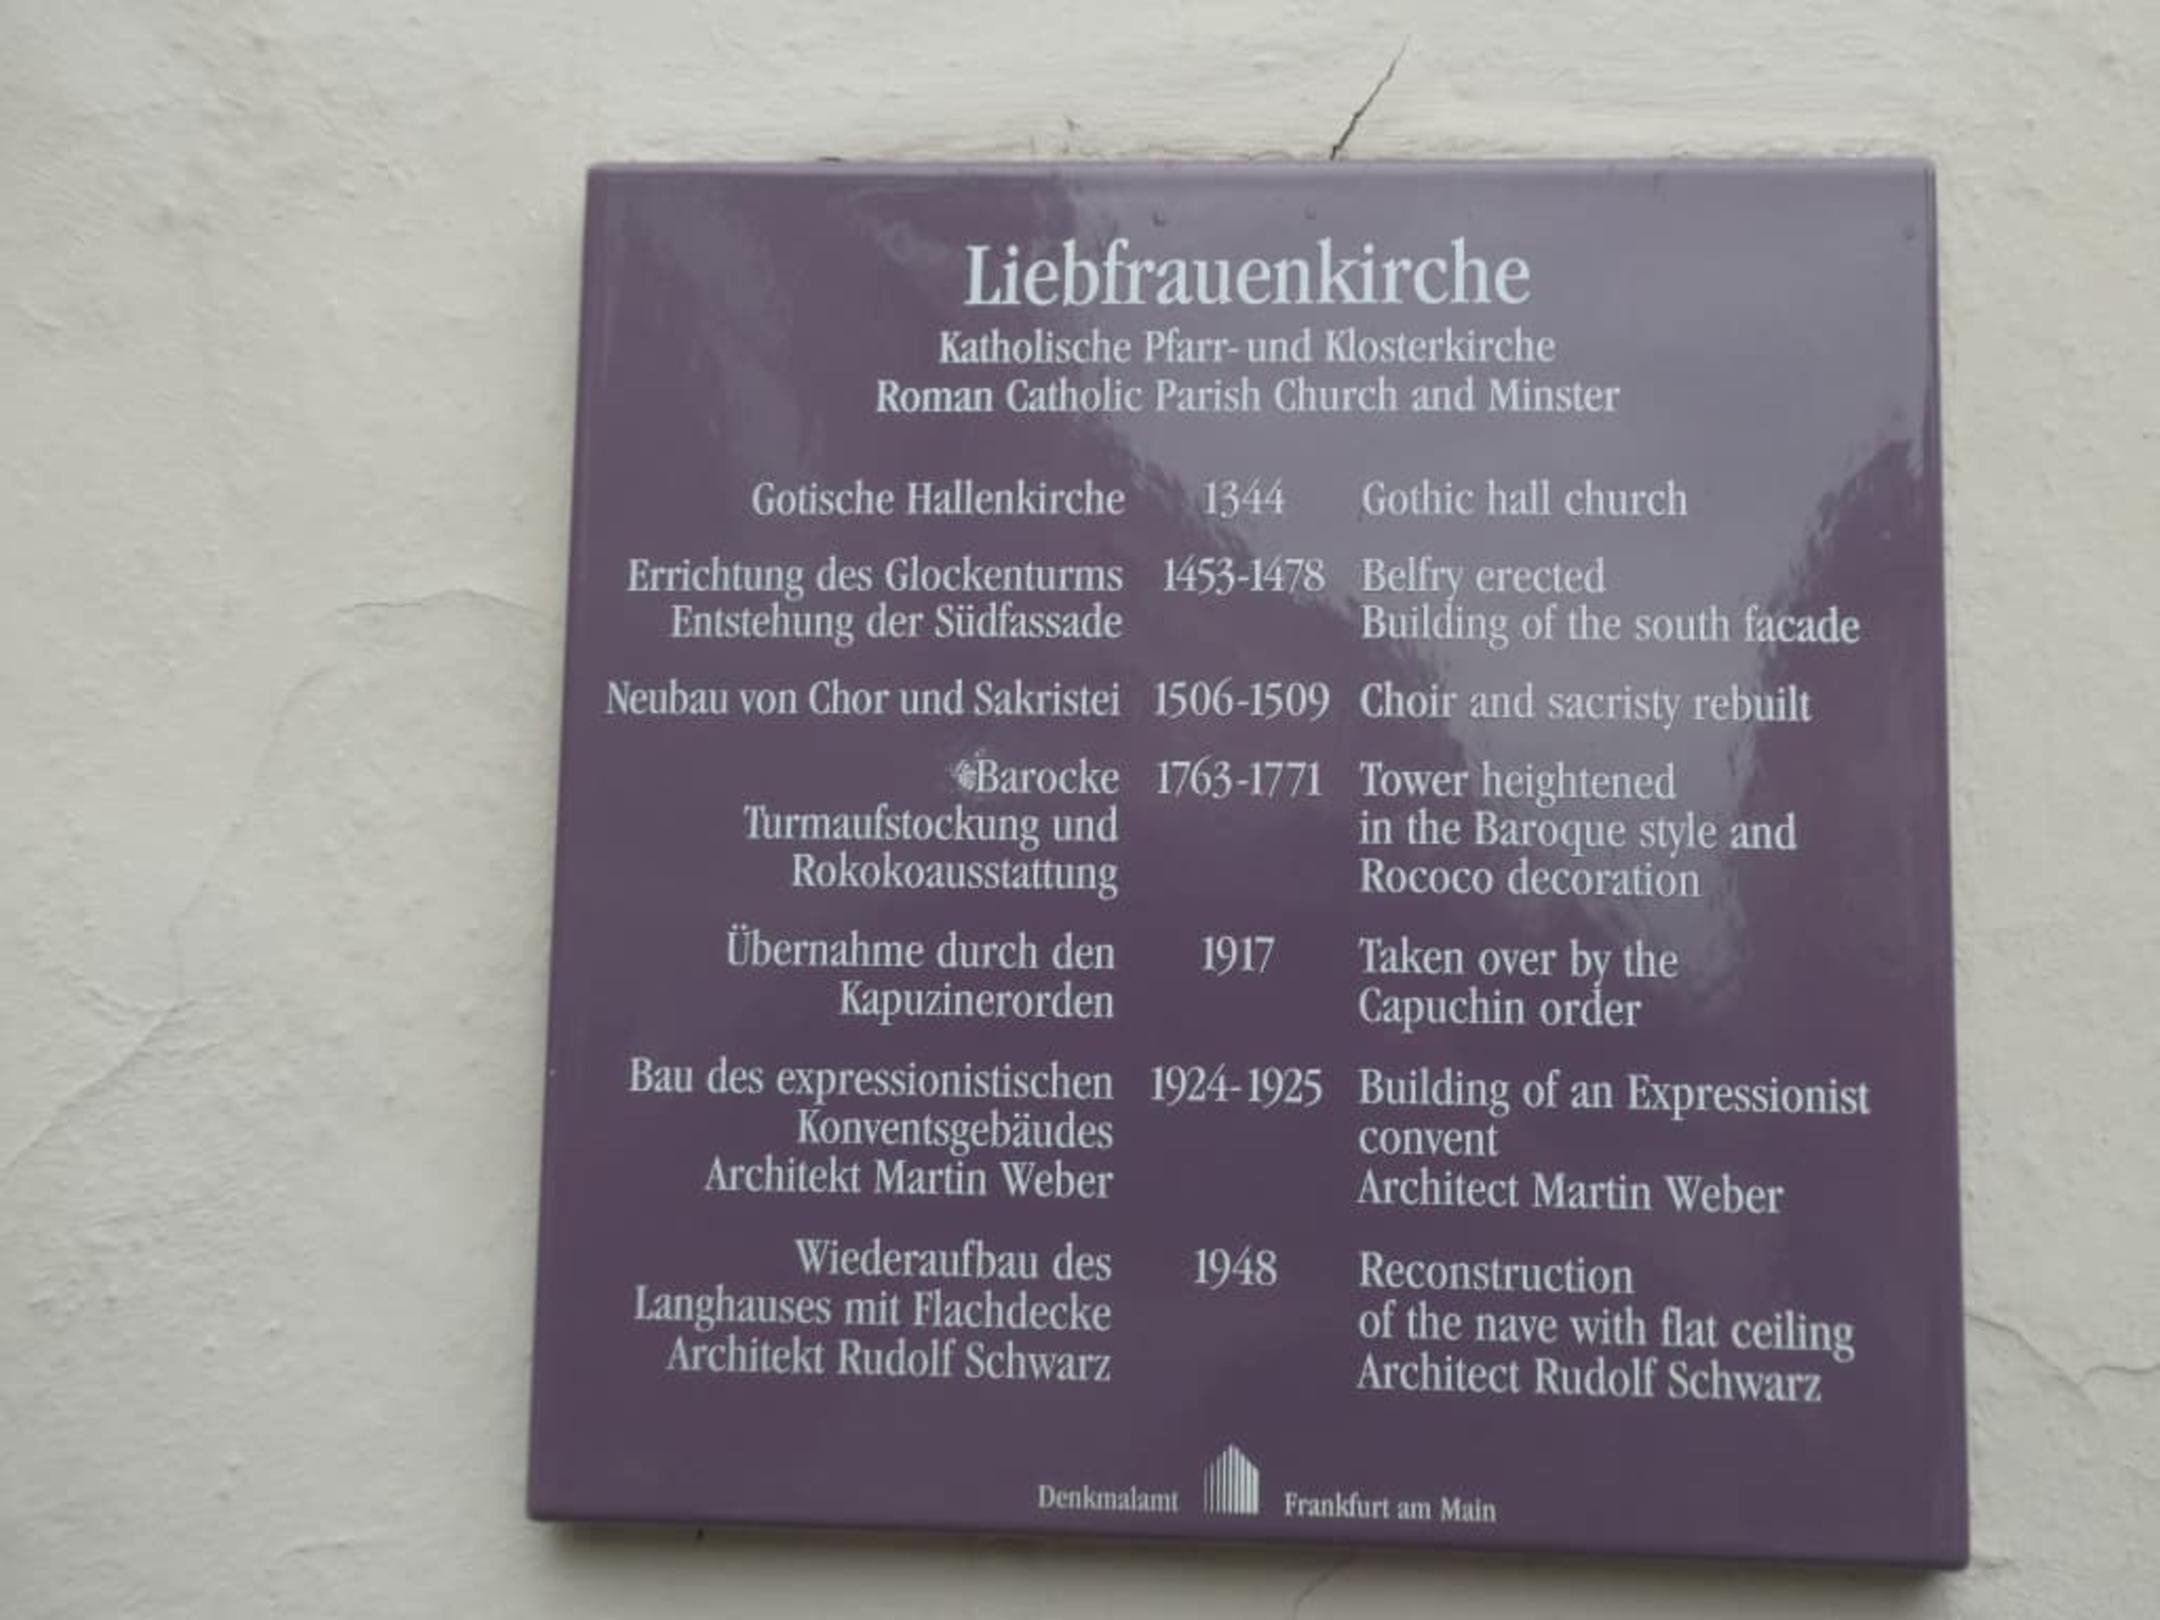 Liebfrauenkirche
Katholische Pfarr- und Klosterkirche
Roman Catholic Parish Church and Minster
Gotische Hallenkirche 1344 Gothic hall church
Errichtung des Glockenturms 1453-1478 Belfry erected
Entstehung der Südfassade Building of the south facade
Neubau von Chor und Sakristei 1506-1509 Choir and sacristy rebuilt
Barocke 1763-1771 Tower heightened
Turmaufstockung und in the Baroque style and
Rokokoausstattung Rococo decoration
Übernahme durch den 1917 Taken over by the
Kapuzinerorden Capuchin order
Bau des expressionistischen 1924-1925 Building of an Expressionist
Konventsgebäudes convent
Architekt Martin Weber Architect Martin Weber
Wiederaufbau des 1948 Reconstruction
Langhauses mit Flachdecke of the nave with flat ceiling
Architekt Rudolf Schwarz Architect Rudolf Schwarz
Denkmalamt Frankfurt am Main